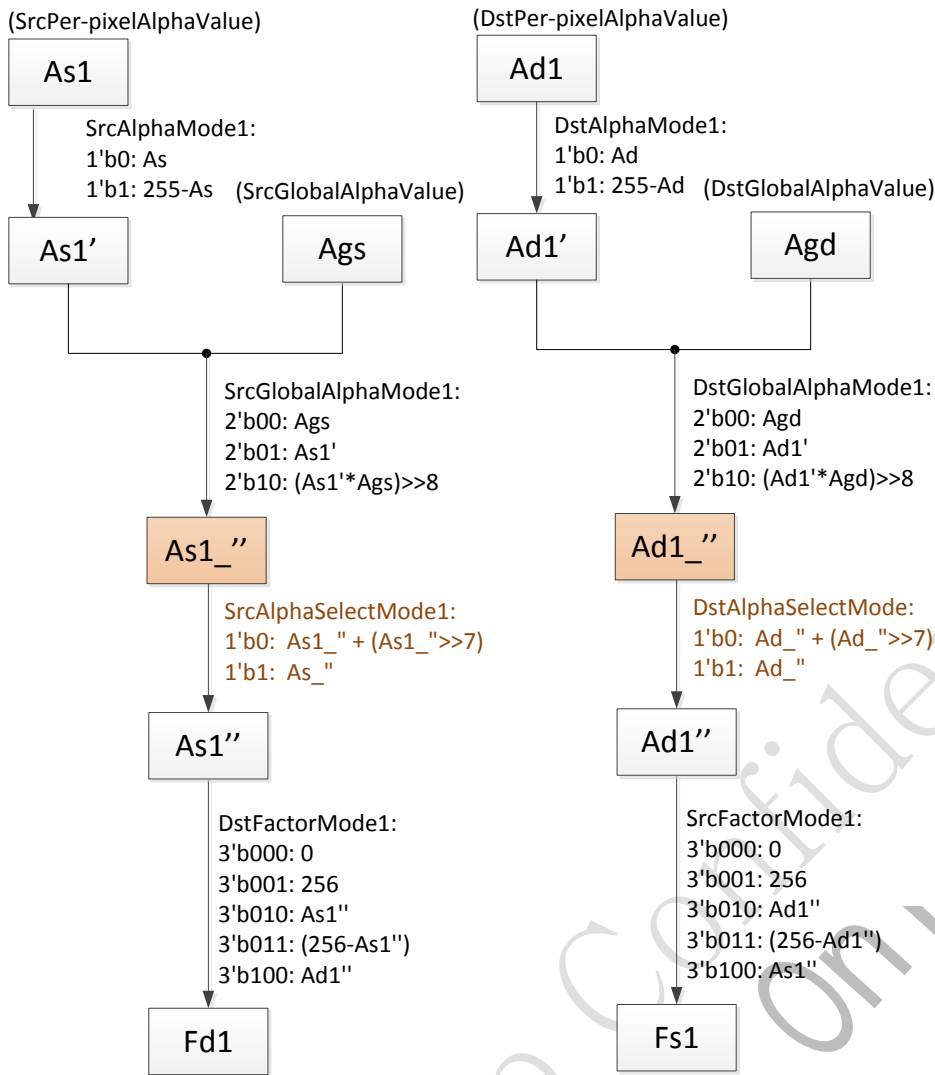 (SrcPer-pixelAlphaValue)
As1
SrcAlphaMode1:
1'b0: As
1'b1: 255-As
(SrcGlobalAlphaValue)
As1'
Ags
SrcGlobalAlphaMode1:
2'b00: Ags
2'b01: As1'
2'b10: (As1'*Ags)>>8
As1_’’
SrcAlphaSelectMode1:
1'b0: As1_" + (As1_">>7)
1'b1: As_"
As1’’
DstFactorMode1:
3'b000: 0
3'b001: 256
3'b010: As1''
3'b011: (256-As1'')
3'b100: Ad1''
Fd1
(DstPer-pixelAlphaValue)
Ad1
DstAlphaMode1:
1'b0: Ad
1'b1: 255-Ad
(DstGlobalAlphaValue)
Ad1’
Agd
DstGlobalAlphaMode1:
2'b00: Agd
2'b01: Ad1'
2'b10: (Ad1'*Agd)>>8
Ad1_’’
DstAlphaSelectMode:
1'b0: Ad_" + (Ad_">>7)
1'b1: Ad_"
Ad1’’
SrcFactorMode1:
3'b000: 0
3'b001: 256
3'b010: Ad1''
3'b011: (256-Ad1'')
3'b100: As1''
Fs1